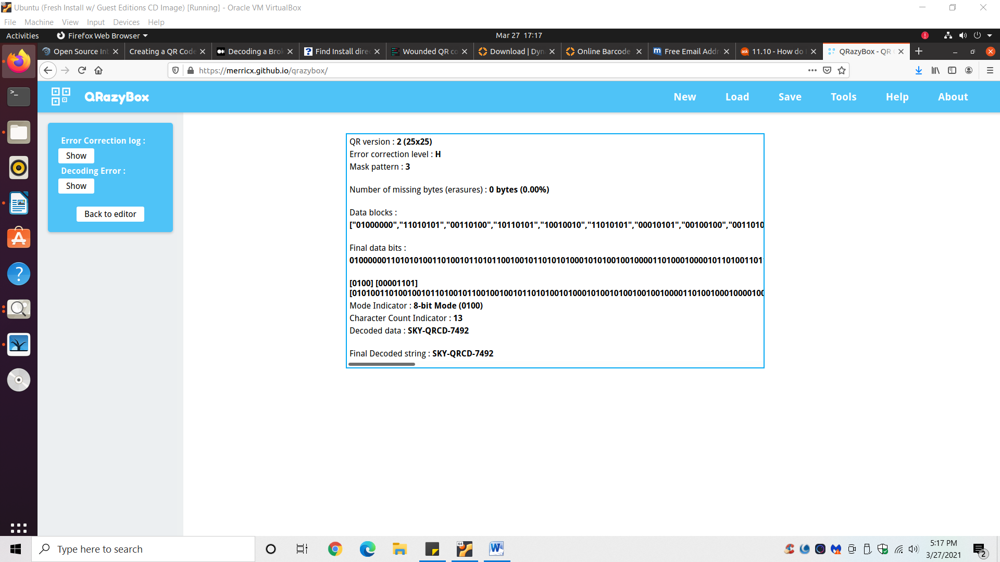 Ubuntu (Fresh Install w/ Guest Editions CD Image) [Running] - Oracle VM VirtualBox
File Machine View Input Devices Help
Activities Firefox Web Browser Mar 27 17:17
Open Source Int Creating a QR Code Decoding a Bro Find Install dire Wounded QR co Download | Dyn Online Barcode Free Email Addr 11.10 - How do QRazyBox - QR
https://merricx.github.io/qrazybox/
QRazyBox New Load Save Tools Help About
Error Correction log :
Show
Decoding Error :
Show
Back to editor
QR version : 2 (25x25)
Error correction level : H
Mask pattern : 3
Number of missing bytes (erasures) : 0 bytes (0.00%)
Data blocks :
["01000000","11010101","00110100","10110101","10010010","11010101","00010101","00100100","0011010
Final data bits :
[0100] [00001101]
Mode Indicator : 8-bit Mode (0100)
Character Count Indicator : 13
Decoded data : SKY-QRCD-7492
Final Decoded string : SKY-QRCD-7492
Type here to search
5:17 PM
3/27/2021
2